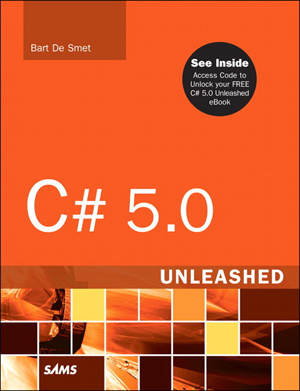 Bart De Smet
See Inside
Access Code to
Unlock your FREE
C# 5.0 Unleashed
eBook
C# 5.0
UNLEASHED
SAMS